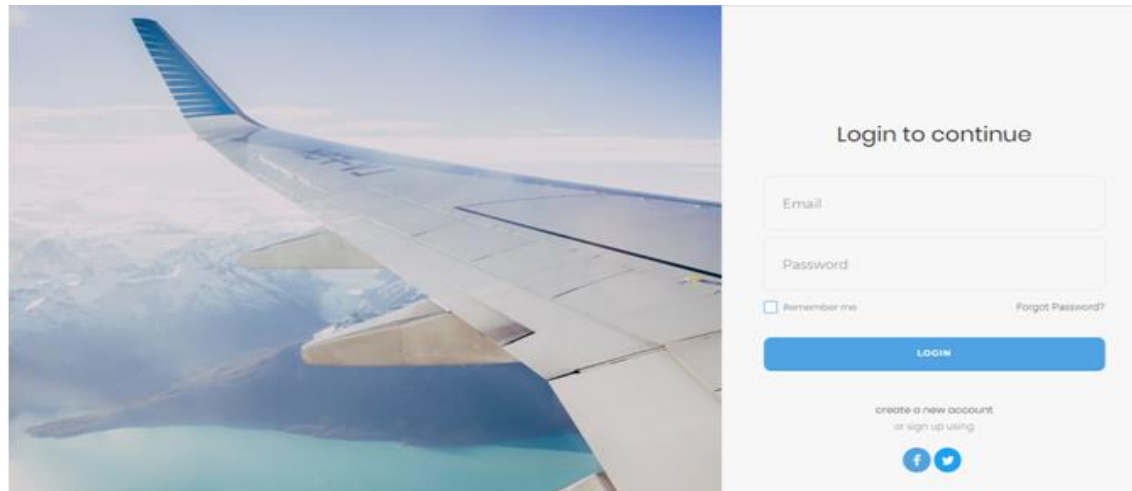 Login to continue
Email
Password
Remember me
Forgot Password?
LOGIN
create a new account
or sign up using